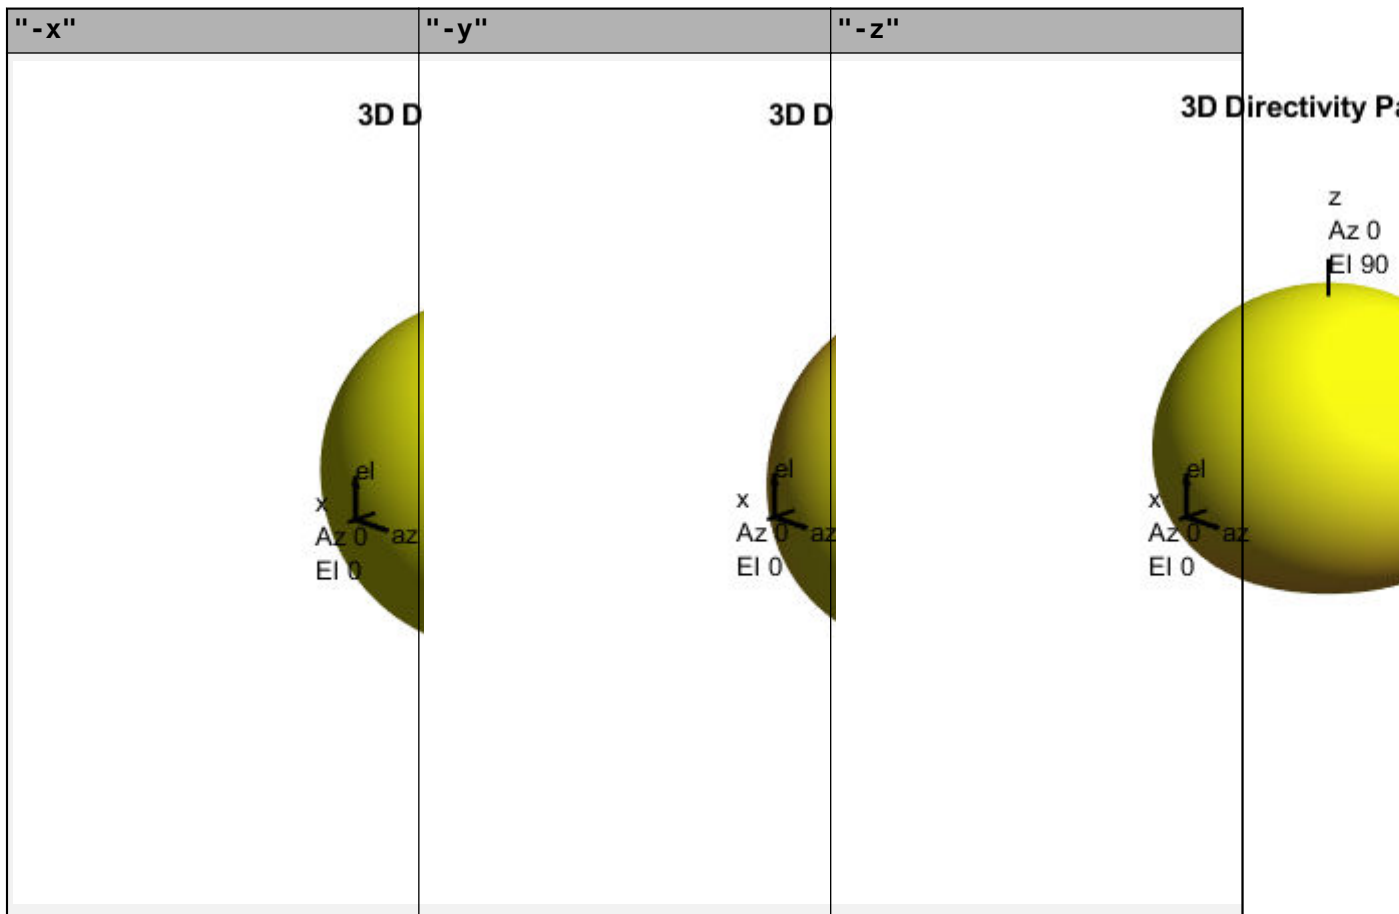 "-x"
"-y"
"-z"
3D D
el
x
Az 0 az
El 0
3D D
el
x
Az 0 az
El 0
3D Directivity Pa
z
Az 0
El 90
el
x
Az 0 az
El 0